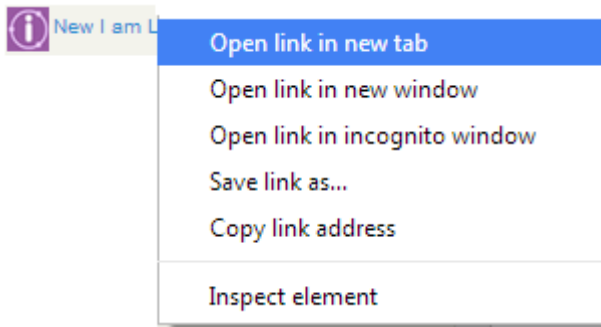 New I am L
Open link in new tab
Open link in new window
Open link in incognito window
Save link as...
Copy link address
Inspect element